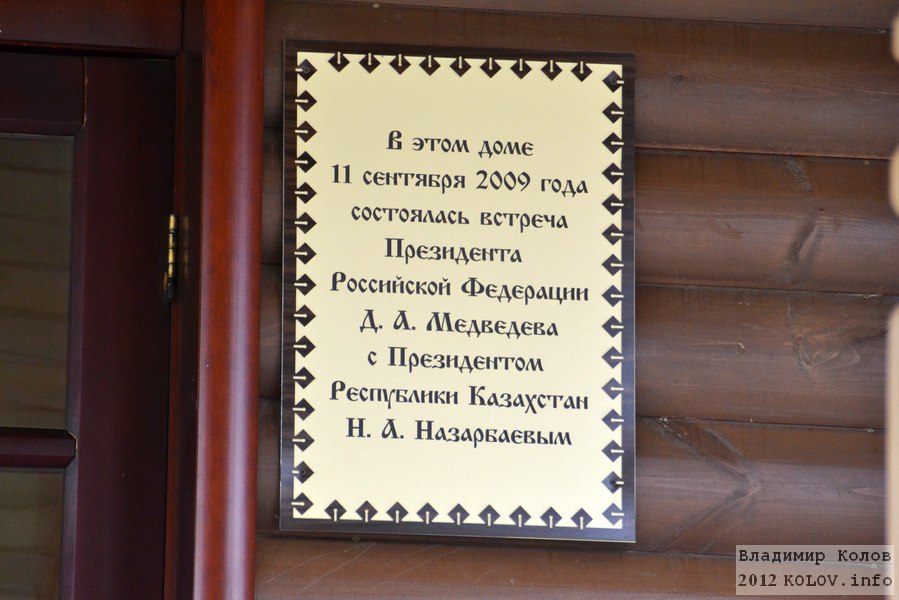 В этом доме
11 сентября 2009 года
состоялась встреча
Президента
Российской Федерации
Д. А. Медведева
с Президентом
Республики Казахстан
Н. А. Назарбаевым
Владимир Колов
2012 KOLOV.info